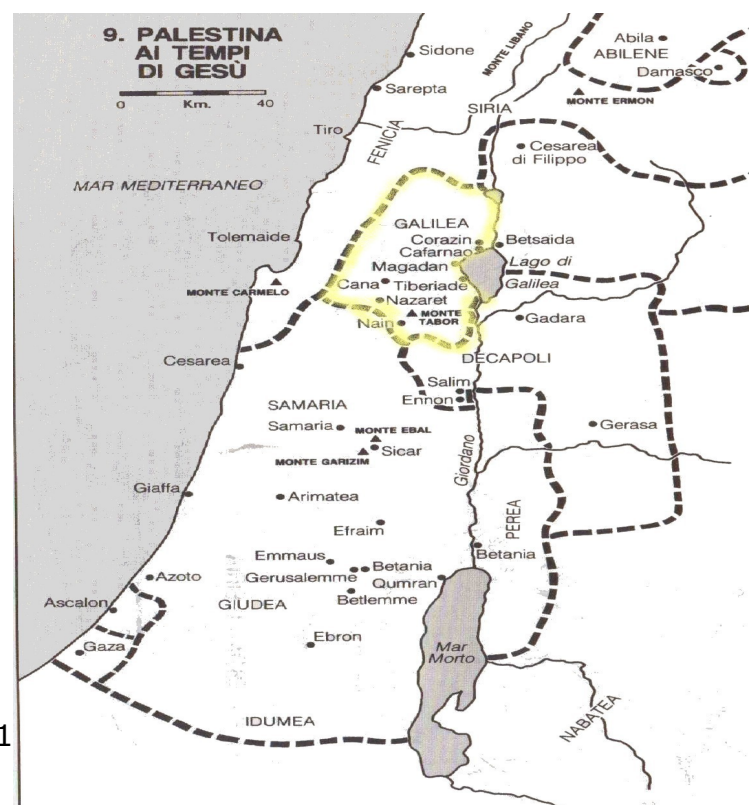 9. PALESTINA
AI TEMPI
DI GESÙ
0 Km. 40
Sidone
MONTE LIBANO
Abila
ABILENE
Damasco
Sarepta
MONTE ERMON
SIRIA
Tiro
FENICIA
Cesarea
di Filippo
MAR MEDITERRANEO
GALILEA
Tolemaide
Corazin
Betsaida
Cafarnao
Magadan
Lago di
Galilea
Cana
Tiberiade
MONTE CARMELO
Nazaret
MONTE
TABOR
Nain
Gadara
Cesarea
DECAPOLI
Salim
Ennon
SAMARIA
Samaria
MONTE EBAL
Gerasa
Sicar
MONTE GARIZIM
Giordano
Giaffa
Arimatea
Efraim
PEREA
Emmaus
Betania
Betania
Gerusalemme
Qumran
Azoto
Betlemme
Ascalon
GIUDEA
Ebron
Gaza
Mar
Morto
IDUMEA
NABATEA
1